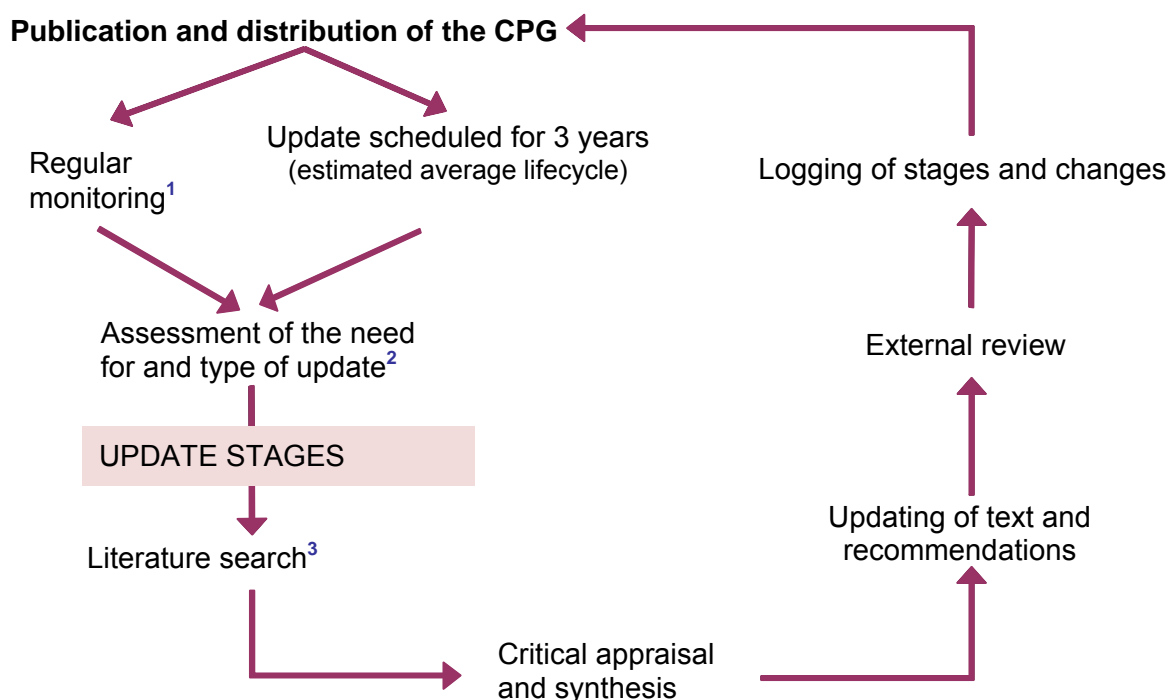 Publication and distribution of the CPG
Regular
monitoring1
Update scheduled for 3 years
(estimated average lifecycle)
Assessment of the need
for and type of update2
UPDATE STAGES
Literature search3
Critical appraisal
and synthesis
Updating of text and
recommendations
External review
Logging of stages and changes